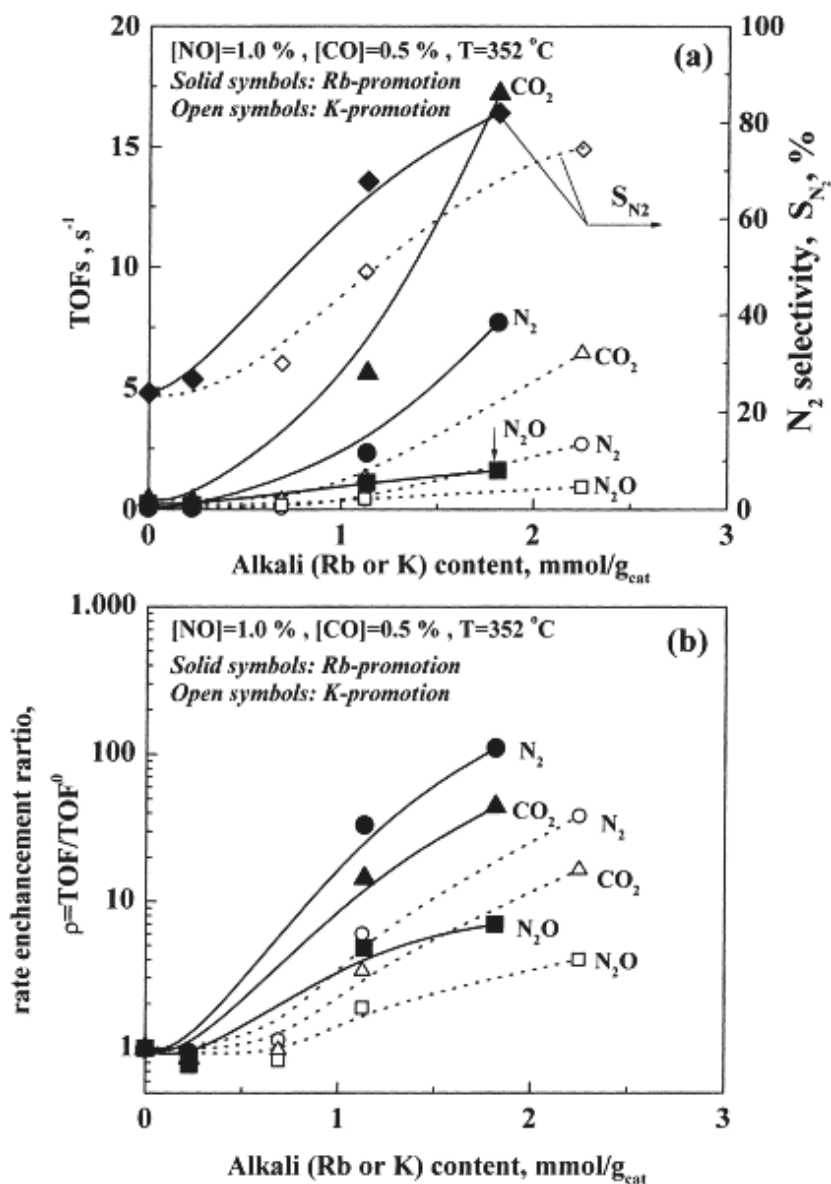 20
15
10
5
0
TOFs , s⁻¹
[NO]=1.0 % , [CO]=0.5 % , T=352 °C
Solid symbols: Rb-promotion
Open symbols: K-promotion
(a)
CO₂
S_N2
N₂
CO₂
N₂O
N₂
N₂O
100
80
60
40
20
0
N₂ selectivity, S_N₂, %
0 1 2 3
Alkali (Rb or K) content, mmol/g_cat
1.000
100
10
1
rate enchancement rartio,
ρ=TOF/TOF⁰
[NO]=1.0 % , [CO]=0.5 % , T=352 °C
Solid symbols: Rb-promotion
Open symbols: K-promotion
(b)
N₂
CO₂
N₂
CO₂
N₂O
N₂O
0 1 2 3
Alkali (Rb or K) content, mmol/g_cat